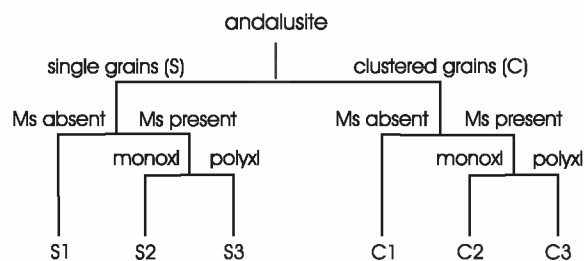 andalusite
single grains (S) clustered grains (C)
Ms absent Ms present Ms absent Ms present
monoxl polyxl monoxl polyxl
S1 S2 S3 C1 C2 C3